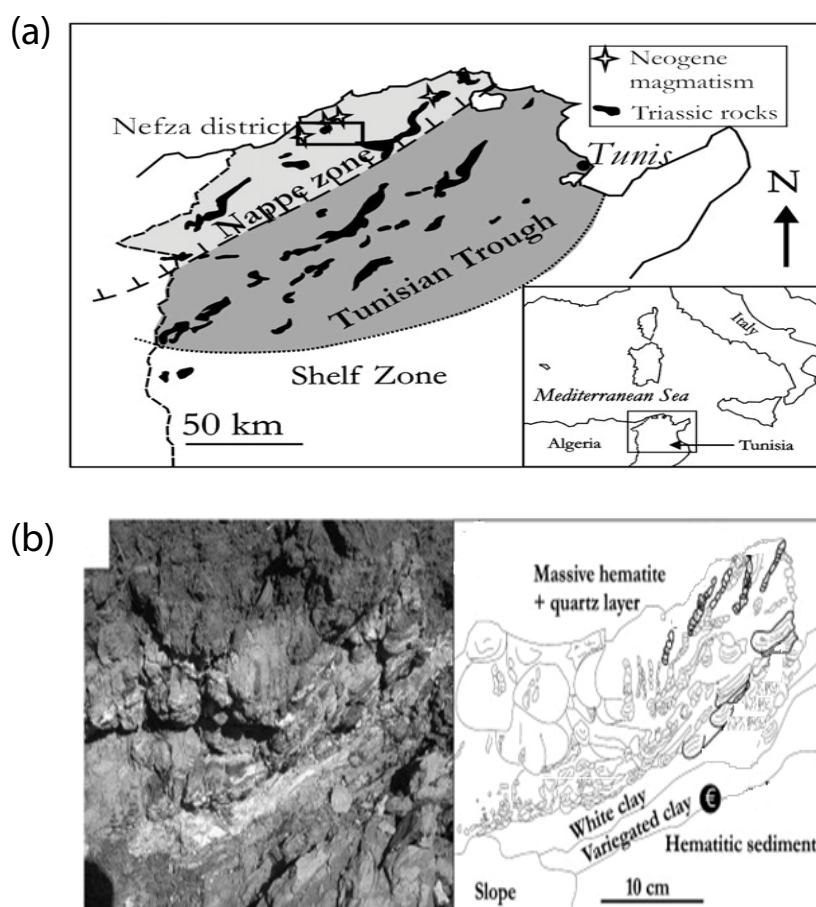 (a)
Neogene
magmatism
Triassic rocks
Nefza district
Tunis
N
Nappe zone
Tunisian Trough
Shelf Zone
50 km
Italy
Mediterranean Sea
Algeria
Tunisia
(b)
Massive hematite
+ quartz layer
White clay
Variegated clay
€
Hematitic sediment
Slope
10 cm